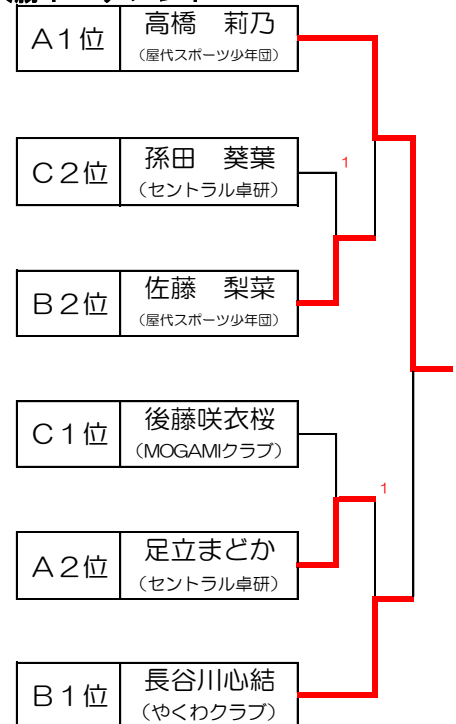 A1位
高橋　莉乃
(屋代スポーツ少年団)
C2位
孫田　葵葉
(セントラル卓研)
1
B2位
佐藤　梨菜
(屋代スポーツ少年団)
C1位
後藤咲衣桜
(MOGAMIクラブ)
1
A2位
足立まどか
(セントラル卓研)
B1位
長谷川心結
(やくわクラブ)